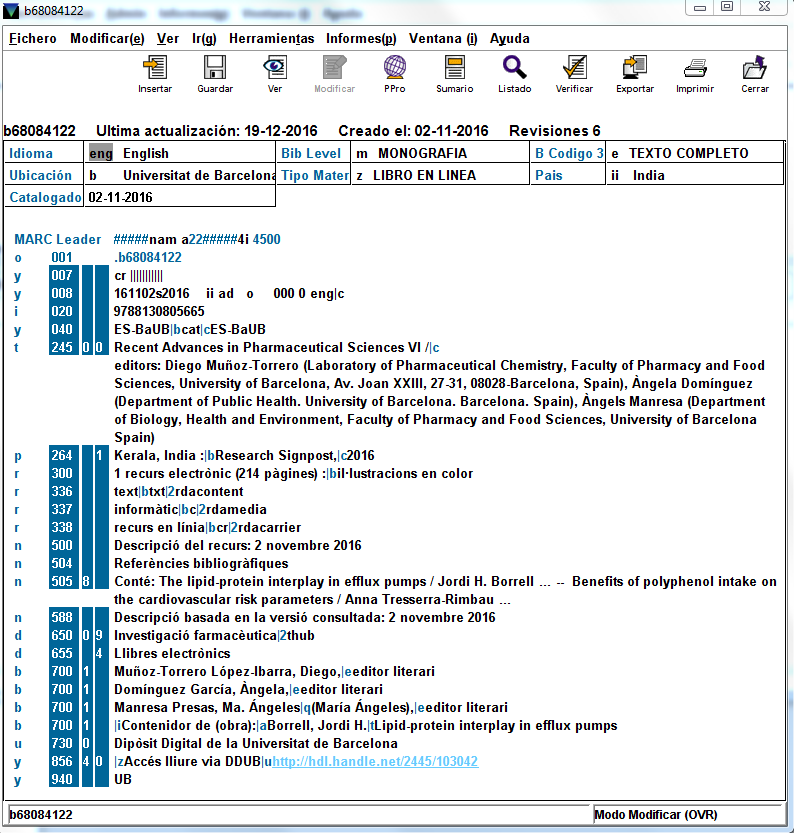 b68084122
Fichero Modificar(e) Ver Ir(g) Herramientas Informes(p) Ventana (i) Ayuda
Insertar Guardar Ver Modificar PPro Sumario Listado Verificar Exportar Imprimir Cerrar
b68084122 Ultima actualización: 19-12-2016 Creado el: 02-11-2016 Revisiones 6
Idioma eng English Bib Level m MONOGRAFIA B Codigo 3 e TEXTO COMPLETO
Ubicación b Universitat de Barcelona Tipo Mater z LIBRO EN LINEA Pais ii India
Catalogado 02-11-2016
MARC Leader #####nam a22#####4i 4500
o 001 .b68084122
y 007 cr |||||||||||
y 008 161102s2016 ii ad o 000 0 eng|c
i 020 9788130805665
y 040 ES-BaUB|bcat|cES-BaUB
t 245 0 0 Recent Advances in Pharmaceutical Sciences VI /|c
editors: Diego Muñoz-Torrero (Laboratory of Pharmaceutical Chemistry, Faculty of Pharmacy and Food
Sciences, University of Barcelona, Av. Joan XXIII, 27-31, 08028-Barcelona, Spain), Àngela Domínguez
(Department of Public Health. University of Barcelona. Barcelona. Spain), Àngels Manresa (Department
of Biology, Health and Environment, Faculty of Pharmacy and Food Sciences, University of Barcelona
Spain)
p 264 1 Kerala, India :|bResearch Signpost,|c2016
r 300 1 recurs electrònic (214 pàgines) :|bil·lustracions en color
r 336 text|btxt|2rdacontent
r 337 informàtic|bc|2rdamedia
r 338 recurs en línia|bcr|2rdacarrier
n 500 Descripció del recurs: 2 novembre 2016
n 504 Referències bibliogràfiques
n 505 8 Conté: The lipid-protein interplay in efflux pumps / Jordi H. Borrell ... -- Benefits of polyphenol intake on
the cardiovascular risk parameters / Anna Tresserra-Rimbau ...
n 588 Descripció basada en la versió consultada: 2 novembre 2016
d 650 0 9 Investigació farmacèutica|2thub
d 655 4 Llibres electrònics
b 700 1 Muñoz-Torrero López-Ibarra, Diego,|eeditor literari
b 700 1 Domínguez García, Àngela,|eeditor literari
b 700 1 Manresa Presas, Ma. Ángeles|q(María Ángeles),|eeditor literari
b 700 1 |iContenidor de (obra):|aBorrell, Jordi H.|tLipid-protein interplay in efflux pumps
u 730 0 Dipòsit Digital de la Universitat de Barcelona
y 856 4 0 |zAccés lliure via DDUB|uhttp://hdl.handle.net/2445/103042
y 940 UB
b68084122 Modo Modificar (OVR)